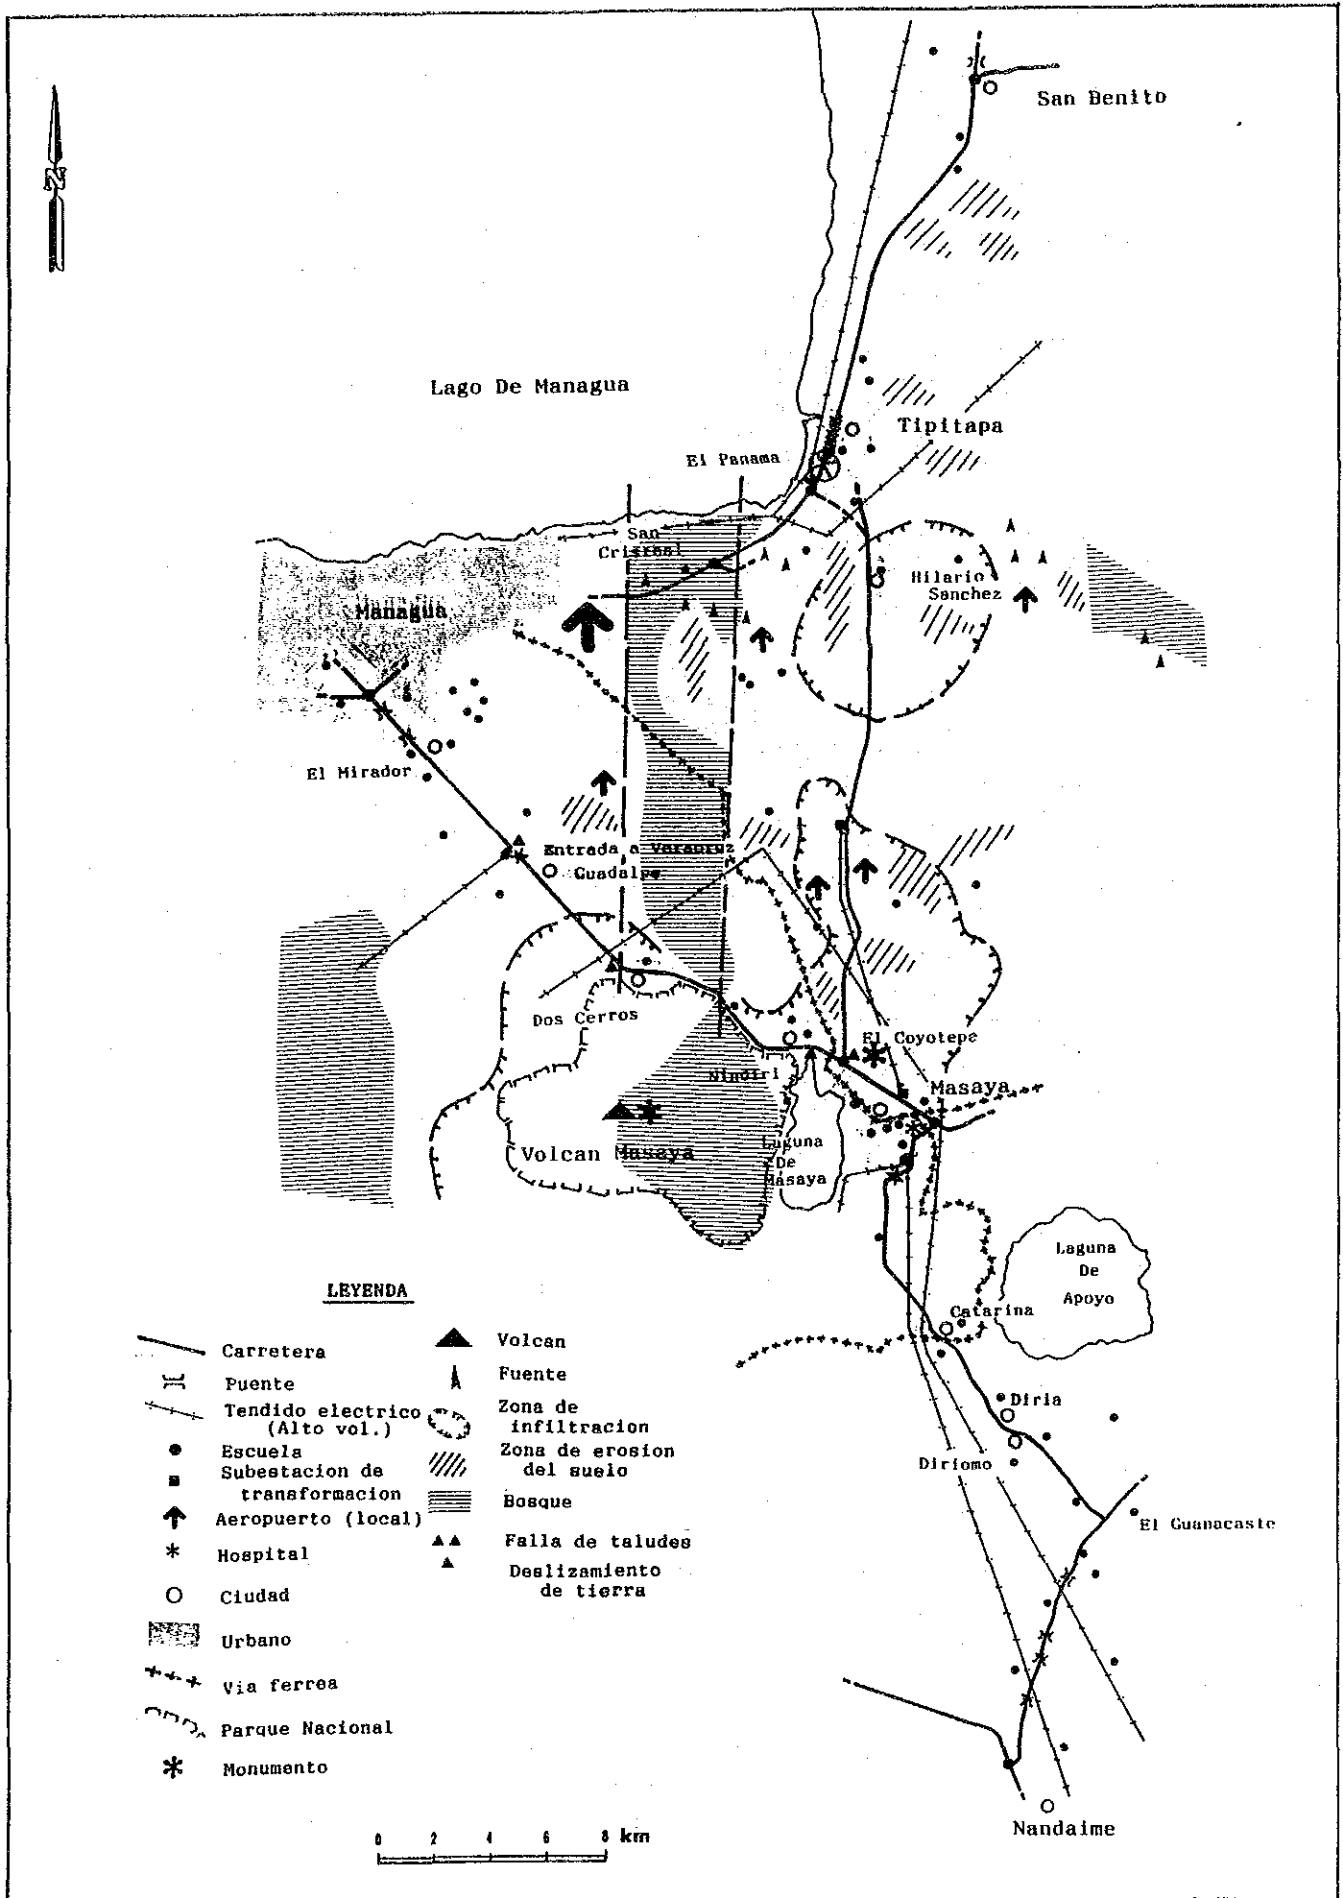 San Benito
N
Lago De Managua
Tipitapa
El Panama
San
Cristobal
Managua
Hilario
Sanchez
El Mirador
Entrada a Veracruz
Guadalpe
Dos Cerros
El Coyotepe
Nindiri
Masaya
Volcan Masaya
Laguna
De
Masaya
Laguna
De
Apoyo
Catarina
Diria
Diriomo
El Guanacaste
Nandaime
LEYENDA
Carretera
Puente
Tendido electrico
(Alto vol.)
Escuela
Subestacion de
transformacion
Aeropuerto (local)
Hospital
Ciudad
Urbano
Via ferrea
Parque Nacional
Monumento
Volcan
Fuente
Zona de
infiltracion
Zona de erosion
del suelo
Bosque
Falla de taludes
Deslizamiento
de tierra
0 2 4 6 8 km